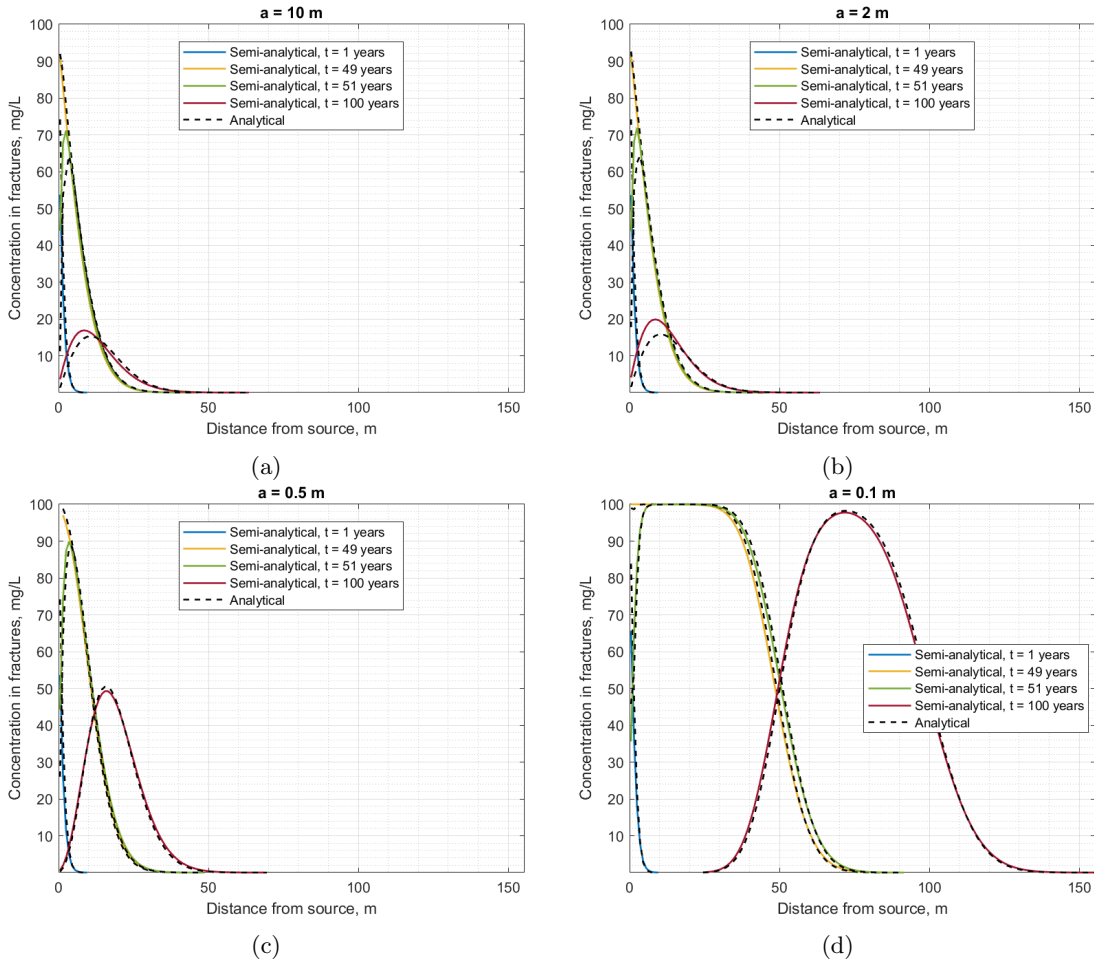 a = 10 m
100
90
80
70
60
50
40
30
20
10
0
50
100
150
Concentration in fractures, mg/L
Distance from source, m
Semi-analytical, t = 1 years
Semi-analytical, t = 49 years
Semi-analytical, t = 51 years
Semi-analytical, t = 100 years
Analytical
(a)
a = 2 m
100
90
80
70
60
50
40
30
20
10
0
50
100
150
Concentration in fractures, mg/L
Distance from source, m
Semi-analytical, t = 1 years
Semi-analytical, t = 49 years
Semi-analytical, t = 51 years
Semi-analytical, t = 100 years
Analytical
(b)
a = 0.5 m
100
90
80
70
60
50
40
30
20
10
0
50
100
150
Concentration in fractures, mg/L
Distance from source, m
Semi-analytical, t = 1 years
Semi-analytical, t = 49 years
Semi-analytical, t = 51 years
Semi-analytical, t = 100 years
Analytical
(c)
a = 0.1 m
100
90
80
70
60
50
40
30
20
10
0
50
100
150
Concentration in fractures, mg/L
Distance from source, m
Semi-analytical, t = 1 years
Semi-analytical, t = 49 years
Semi-analytical, t = 51 years
Semi-analytical, t = 100 years
Analytical
(d)